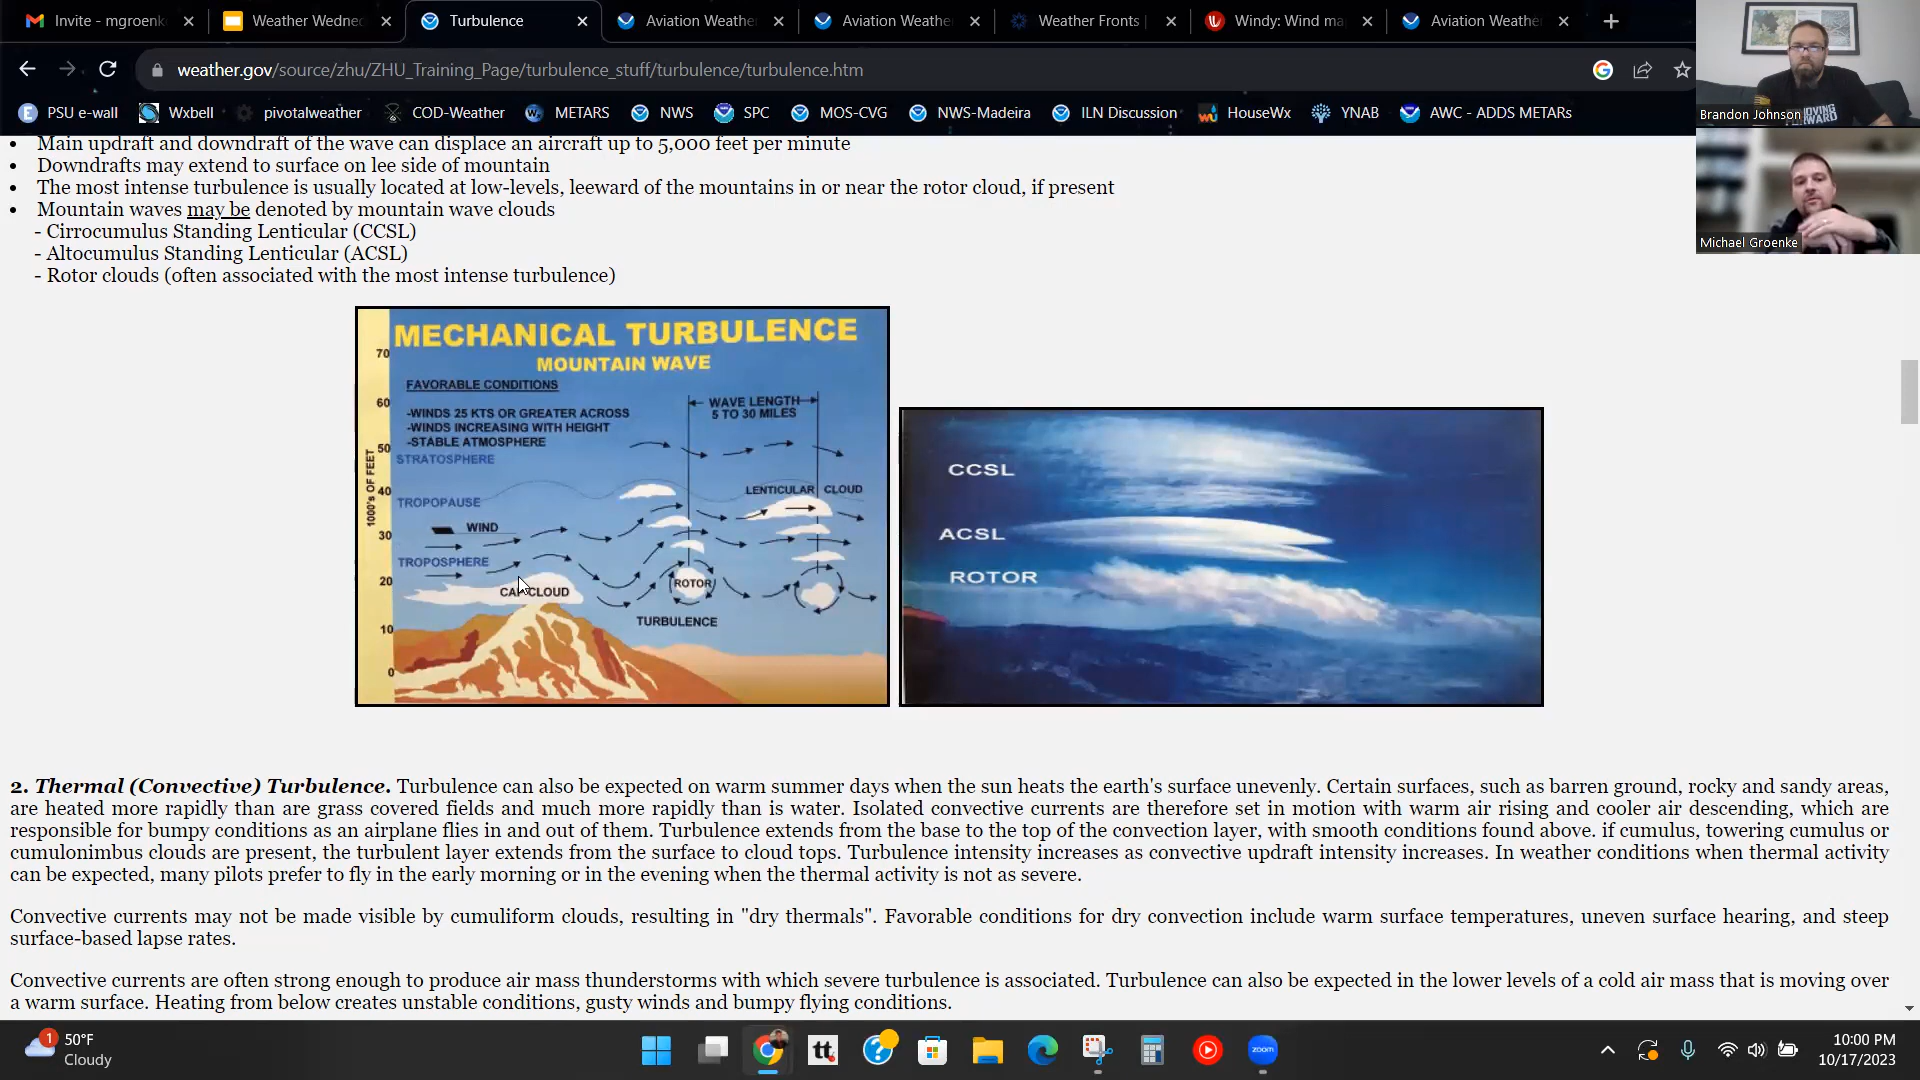 Invite - mgroenk
Weather Wedne
Turbulence
Aviation Weathe
Aviation Weathe
Weather Fronts
Windy: Wind ma
Aviation Weathe
weather.gov/source/zhu/ZHU_Training_Page/turbulence_stuff/turbulence/turbulence.htm
PSU e-wall
Wxbell
pivotalweather
COD-Weather
METARS
NWS
SPC
MOS-CVG
NWS-Madeira
ILN Discussion
HouseWx
YNAB
AWC - ADDS METARs
Brandon Johnson
MOVING
FORWARD
Michael Groenke
• Main updraft and downdraft of the wave can displace an aircraft up to 5,000 feet per minute
• Downdrafts may extend to surface on lee side of mountain
• The most intense turbulence is usually located at low-levels, leeward of the mountains in or near the rotor cloud, if present
• Mountain waves may be denoted by mountain wave clouds
- Cirrocumulus Standing Lenticular (CCSL)
- Altocumulus Standing Lenticular (ACSL)
- Rotor clouds (often associated with the most intense turbulence)
MECHANICAL TURBULENCE
MOUNTAIN WAVE
FAVORABLE CONDITIONS
-WINDS 25 KTS OR GREATER ACROSS
-WINDS INCREASING WITH HEIGHT
-STABLE ATMOSPHERE
WAVE LENGTH
5 TO 30 MILES
70
60
50
40
30
20
10
0
1000's OF FEET
STRATOSPHERE
TROPOPAUSE
TROPOSPHERE
WIND
LENTICULAR CLOUD
CAP CLOUD
ROTOR
TURBULENCE
CCSL
ACSL
ROTOR
2. Thermal (Convective) Turbulence. Turbulence can also be expected on warm summer days when the sun heats the earth's surface unevenly. Certain surfaces, such as barren ground, rocky and sandy areas,
are heated more rapidly than are grass covered fields and much more rapidly than is water. Isolated convective currents are therefore set in motion with warm air rising and cooler air descending, which are
responsible for bumpy conditions as an airplane flies in and out of them. Turbulence extends from the base to the top of the convection layer, with smooth conditions found above. if cumulus, towering cumulus or
cumulonimbus clouds are present, the turbulent layer extends from the surface to cloud tops. Turbulence intensity increases as convective updraft intensity increases. In weather conditions when thermal activity
can be expected, many pilots prefer to fly in the early morning or in the evening when the thermal activity is not as severe.
Convective currents may not be made visible by cumuliform clouds, resulting in "dry thermals". Favorable conditions for dry convection include warm surface temperatures, uneven surface hearing, and steep
surface-based lapse rates.
Convective currents are often strong enough to produce air mass thunderstorms with which severe turbulence is associated. Turbulence can also be expected in the lower levels of a cold air mass that is moving over
a warm surface. Heating from below creates unstable conditions, gusty winds and bumpy flying conditions.
1
50°F
Cloudy
tt
zoom
10:00 PM
10/17/2023